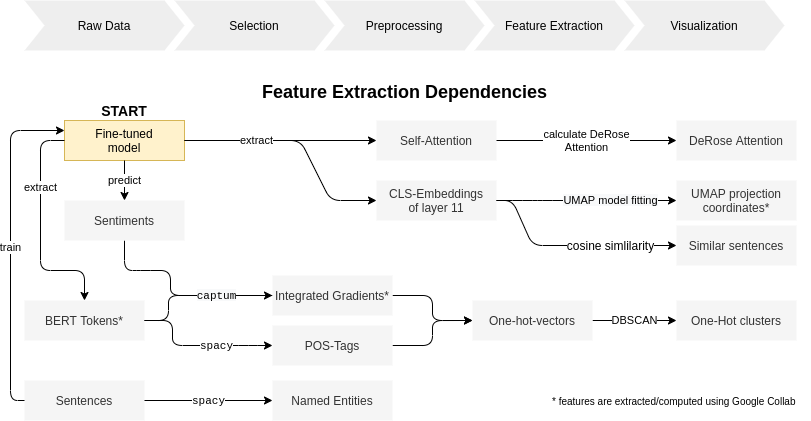 Raw Data
Selection
Preprocessing
Feature Extraction
Visualization
Feature Extraction Dependencies
START
Fine-tuned
model
extract
Self-Attention
calculate DeRose
Attention
DeRose Attention
extract
predict
CLS-Embeddings
of layer 11
UMAP model fitting
UMAP projection
coordinates*
Sentiments
train
cosine simlilarity
Similar sentences
captum
Integrated Gradients*
BERT Tokens*
One-hot-vectors
DBSCAN
One-Hot clusters
spacy
POS-Tags
Sentences
spacy
Named Entities
* features are extracted/computed using Google Collab